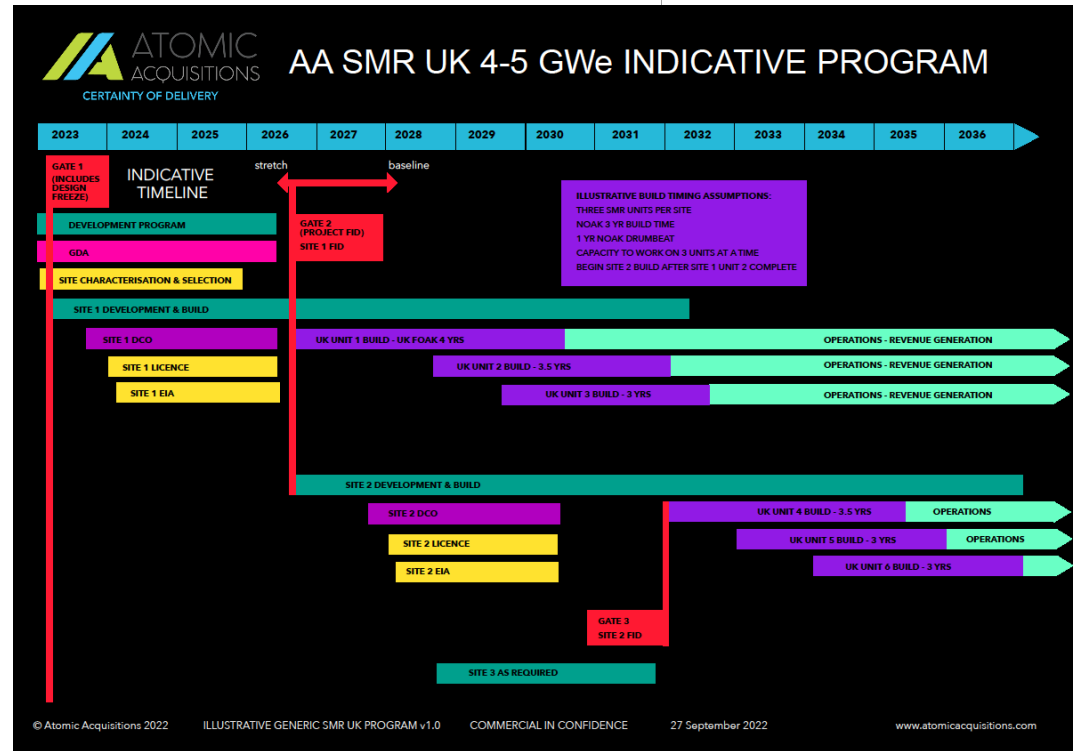 ATOMIC
ACQUISITIONS
CERTAINTY OF DELIVERY
AA SMR UK 4-5 GWe INDICATIVE PROGRAM
2023 2024 2025 2026 2027 2028 2029 2030 2031 2032 2033 2034 2035 2036
GATE 1
(INCLUDES
DESIGN
FREEZE)
INDICATIVE
TIMELINE
stretch
baseline
ILLUSTRATIVE BUILD TIMING ASSUMPTIONS:
THREE SMR UNITS PER SITE
NOAK 3 YR BUILD TIME
1 YR NOAK DRUMBEAT
CAPACITY TO WORK ON 3 UNITS AT A TIME
BEGIN SITE 2 BUILD AFTER SITE 1 UNIT 2 COMPLETE
DEVELOPMENT PROGRAM
GATE 2
(PROJECT FID)
SITE 1 FID
GDA
SITE CHARACTERISATION & SELECTION
SITE 1 DEVELOPMENT & BUILD
SITE 1 DCO
UK UNIT 1 BUILD - UK FOAK 4 YRS
OPERATIONS - REVENUE GENERATION
SITE 1 LICENCE
UK UNIT 2 BUILD - 3.5 YRS
OPERATIONS - REVENUE GENERATION
SITE 1 EIA
UK UNIT 3 BUILD - 3 YRS
OPERATIONS - REVENUE GENERATION
SITE 2 DEVELOPMENT & BUILD
SITE 2 DCO
UK UNIT 4 BUILD - 3.5 YRS
OPERATIONS
SITE 2 LICENCE
UK UNIT 5 BUILD - 3 YRS
OPERATIONS
SITE 2 EIA
UK UNIT 6 BUILD - 3 YRS
GATE 3
SITE 2 FID
SITE 3 AS REQUIRED
© Atomic Acquisitions 2022 ILLUSTRATIVE GENERIC SMR UK PROGRAM v1.0 COMMERCIAL IN CONFIDENCE 27 September 2022 www.atomicacquisitions.com